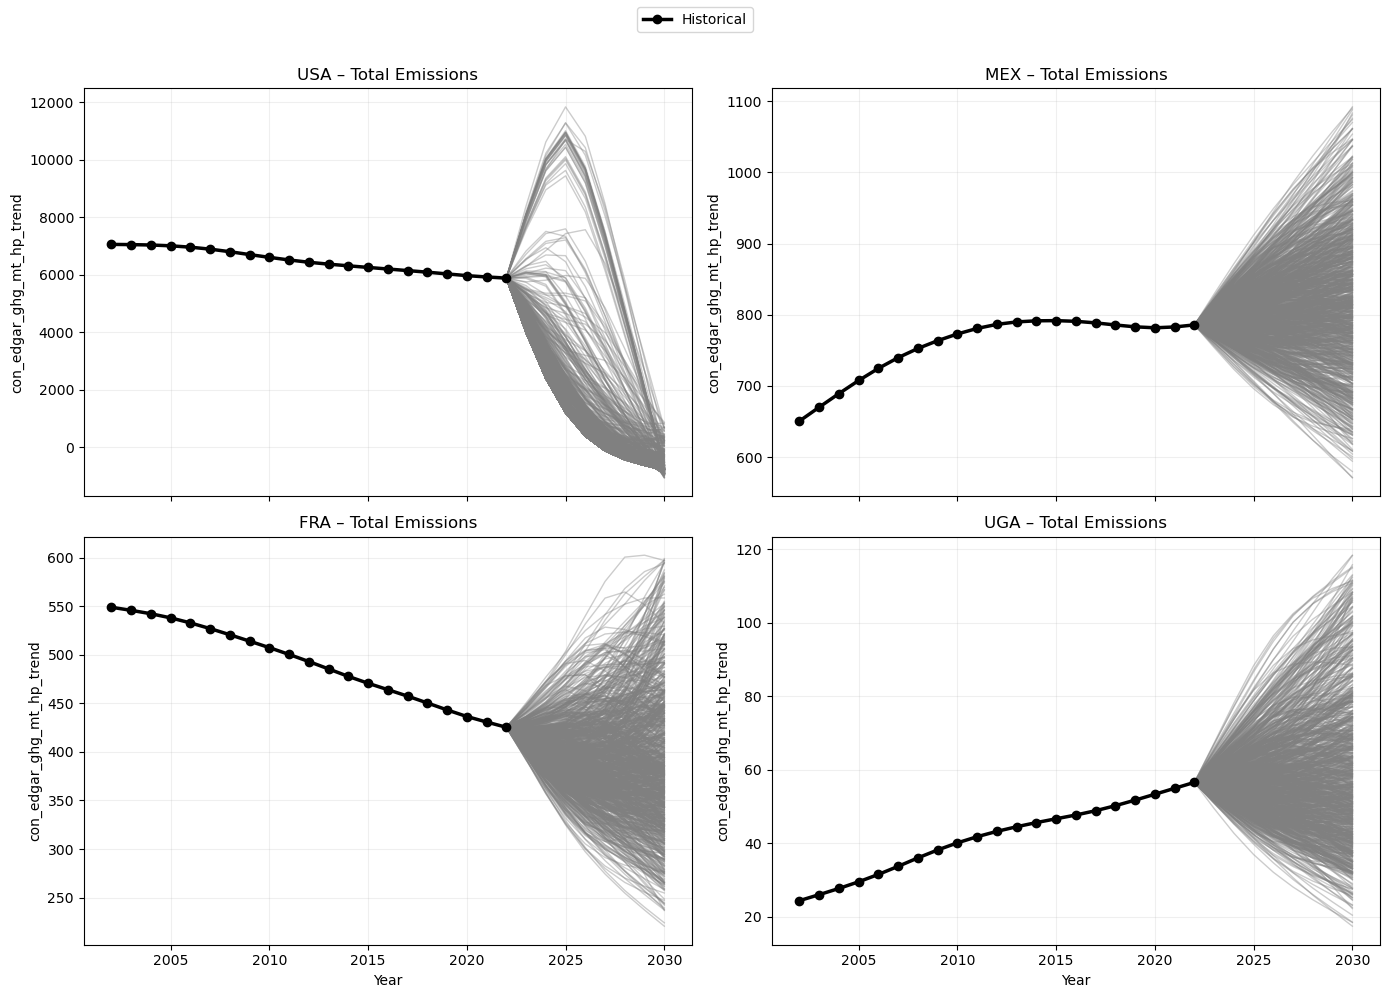 Historical
USA – Total Emissions
con_edgar_ghg_mt_hp_trend
12000
10000
8000
6000
4000
2000
0
MEX – Total Emissions
con_edgar_ghg_mt_hp_trend
1100
1000
900
800
700
600
FRA – Total Emissions
con_edgar_ghg_mt_hp_trend
600
550
500
450
400
350
300
250
2005 2010 2015 2020 2025 2030
Year
UGA – Total Emissions
con_edgar_ghg_mt_hp_trend
120
100
80
60
40
20
2005 2010 2015 2020 2025 2030
Year